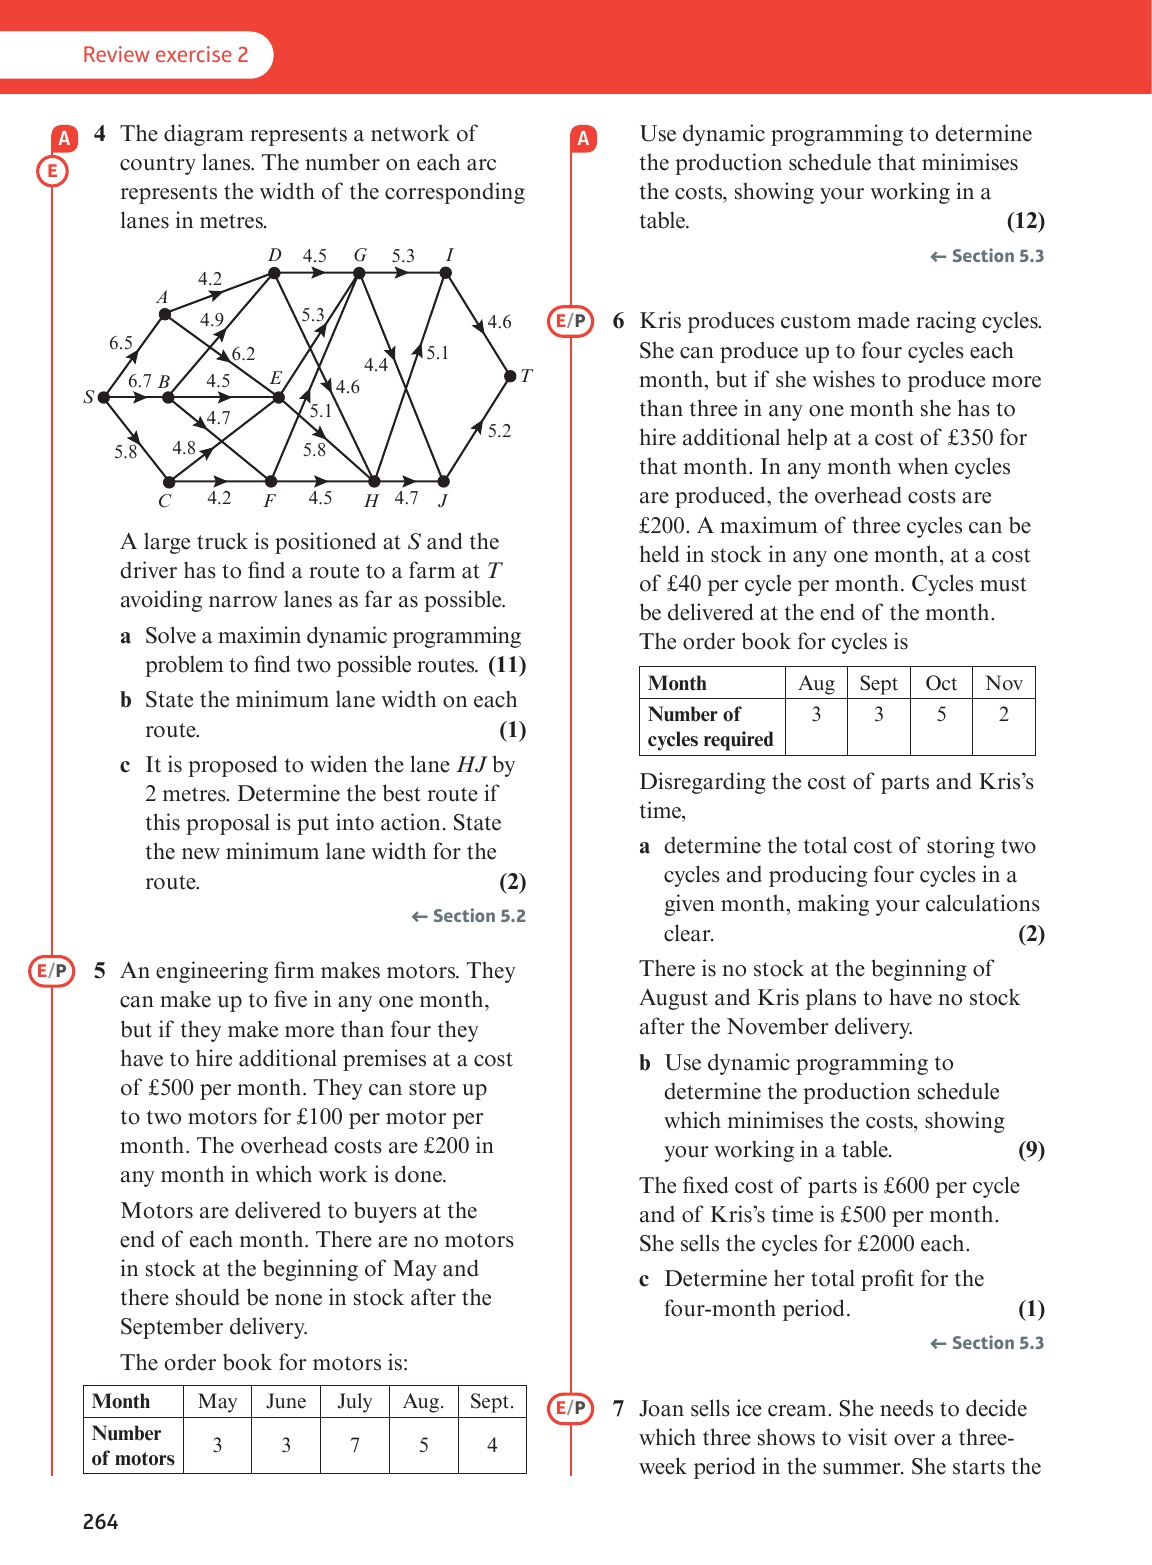 Review exercise 2
A
E
4 The diagram represents a network of
country lanes. The number on each arc
represents the width of the corresponding
lanes in metres.
D 4.5 G 5.3 I
4.2
A
4.9 5.3 4.6
6.5 6.2 4.4 5.1
S 6.7 B 4.5 E 4.6 T
4.7 5.1
5.8 4.8 5.8 5.2
C 4.2 F 4.5 H 4.7 J
A large truck is positioned at S and the
driver has to find a route to a farm at T
avoiding narrow lanes as far as possible.
a Solve a maximin dynamic programming
problem to find two possible routes. (11)
b State the minimum lane width on each
route. (1)
c It is proposed to widen the lane HJ by
2 metres. Determine the best route if
this proposal is put into action. State
the new minimum lane width for the
route. (2)
← Section 5.2
E/P
5 An engineering firm makes motors. They
can make up to five in any one month,
but if they make more than four they
have to hire additional premises at a cost
of £500 per month. They can store up
to two motors for £100 per motor per
month. The overhead costs are £200 in
any month in which work is done.
Motors are delivered to buyers at the
end of each month. There are no motors
in stock at the beginning of May and
there should be none in stock after the
September delivery.
The order book for motors is:
Month May June July Aug. Sept.
Number
of motors 3 3 7 5 4
A
Use dynamic programming to determine
the production schedule that minimises
the costs, showing your working in a
table. (12)
← Section 5.3
E/P
6 Kris produces custom made racing cycles.
She can produce up to four cycles each
month, but if she wishes to produce more
than three in any one month she has to
hire additional help at a cost of £350 for
that month. In any month when cycles
are produced, the overhead costs are
£200. A maximum of three cycles can be
held in stock in any one month, at a cost
of £40 per cycle per month. Cycles must
be delivered at the end of the month.
The order book for cycles is
Month Aug Sept Oct Nov
Number of 3 3 5 2
cycles required
Disregarding the cost of parts and Kris's
time,
a determine the total cost of storing two
cycles and producing four cycles in a
given month, making your calculations
clear. (2)
There is no stock at the beginning of
August and Kris plans to have no stock
after the November delivery.
b Use dynamic programming to
determine the production schedule
which minimises the costs, showing
your working in a table. (9)
The fixed cost of parts is £600 per cycle
and of Kris's time is £500 per month.
She sells the cycles for £2000 each.
c Determine her total profit for the
four-month period. (1)
← Section 5.3
E/P
7 Joan sells ice cream. She needs to decide
which three shows to visit over a three-
week period in the summer. She starts the
264